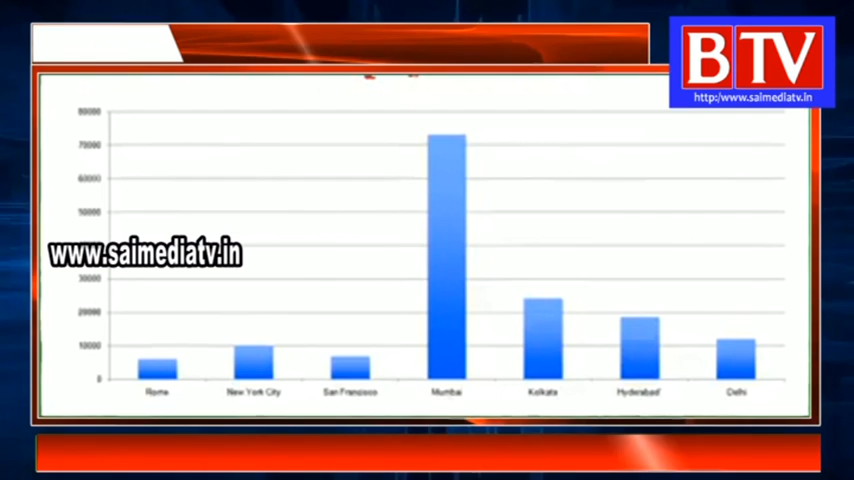 BTV
http:/www.saimediatv.in
80000
70000
60000
50000
www.saimediatv.in
30000
20000
10000
0
Rome New York City San Francisco Mumbai Kolkata Hyderabad* Delhi